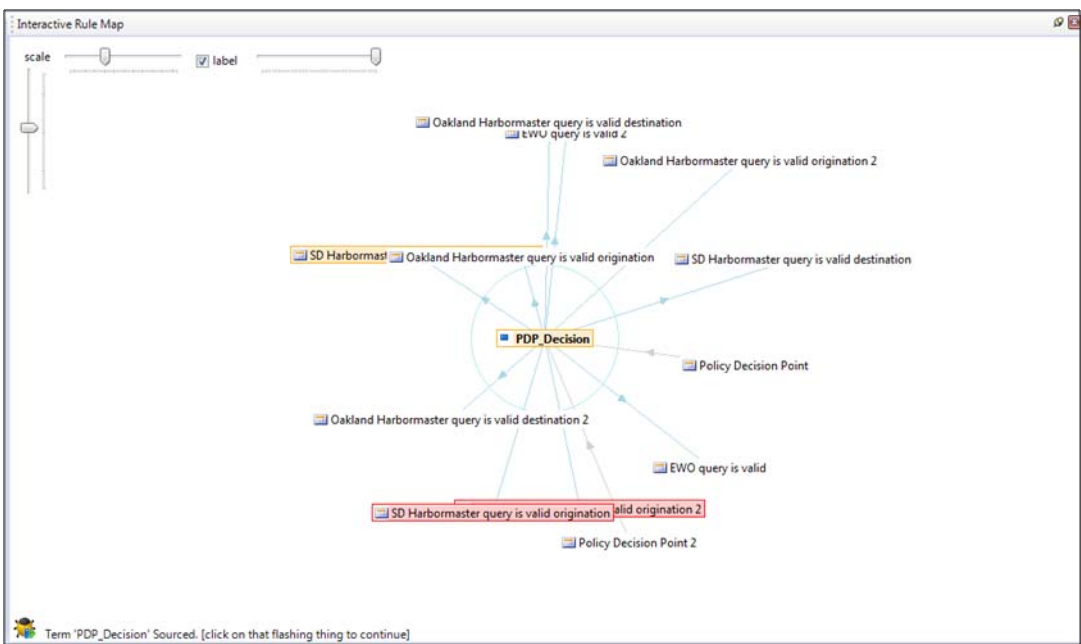 Interactive Rule Map
scale
label
Oakland Harbormaster query is valid destination
EWO query is valid 2
Oakland Harbormaster query is valid origination 2
SD Harbormast
Oakland Harbormaster query is valid origination
SD Harbormaster query is valid destination
PDP_Decision
Policy Decision Point
Oakland Harbormaster query is valid destination 2
EWO query is valid
SD Harbormaster query is valid origination
alid origination 2
Policy Decision Point 2
Term 'PDP_Decision' Sourced. [click on that flashing thing to continue]